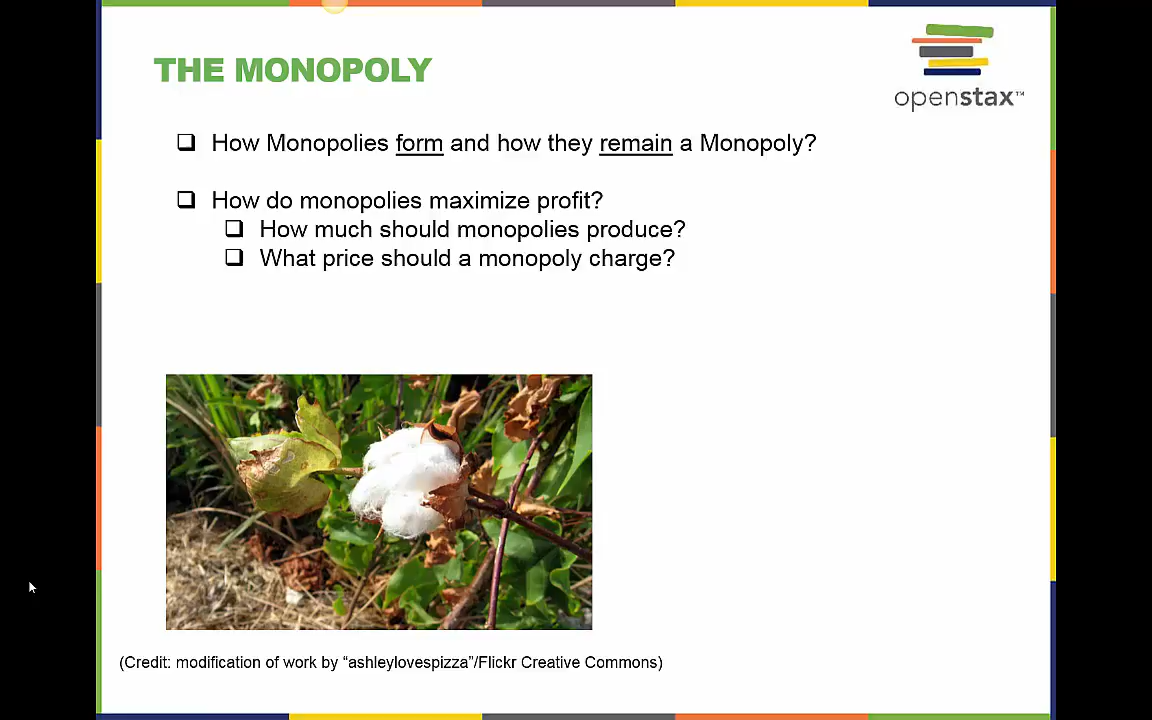 THE MONOPOLY
openstax™
How Monopolies form and how they remain a Monopoly?
How do monopolies maximize profit?
How much should monopolies produce?
What price should a monopoly charge?
(Credit: modification of work by “ashleylovespizza”/Flickr Creative Commons)